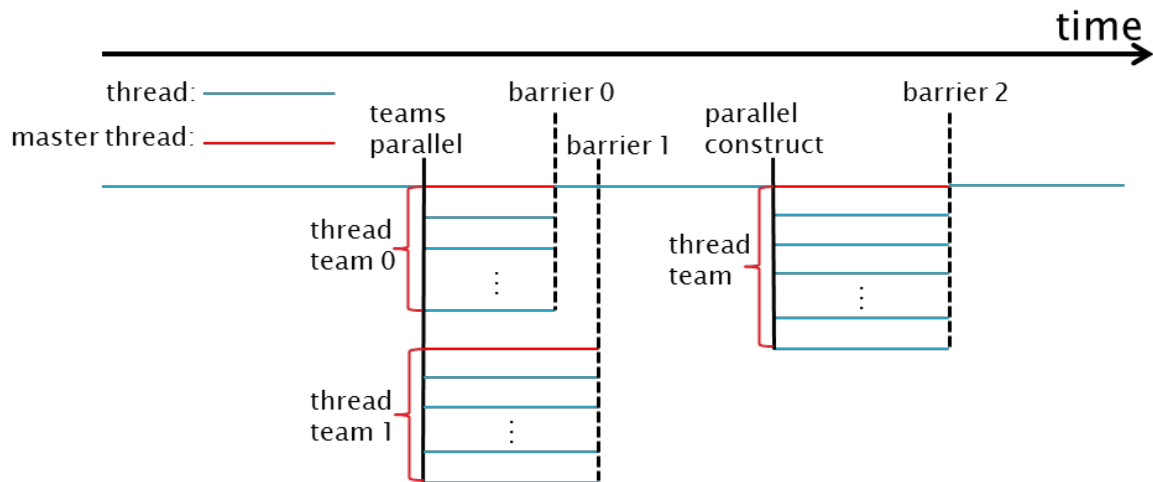 time
thread:
master thread:
teams
parallel
barrier 0
barrier 1
parallel
construct
barrier 2
thread
team 0
thread
team
thread
team 1